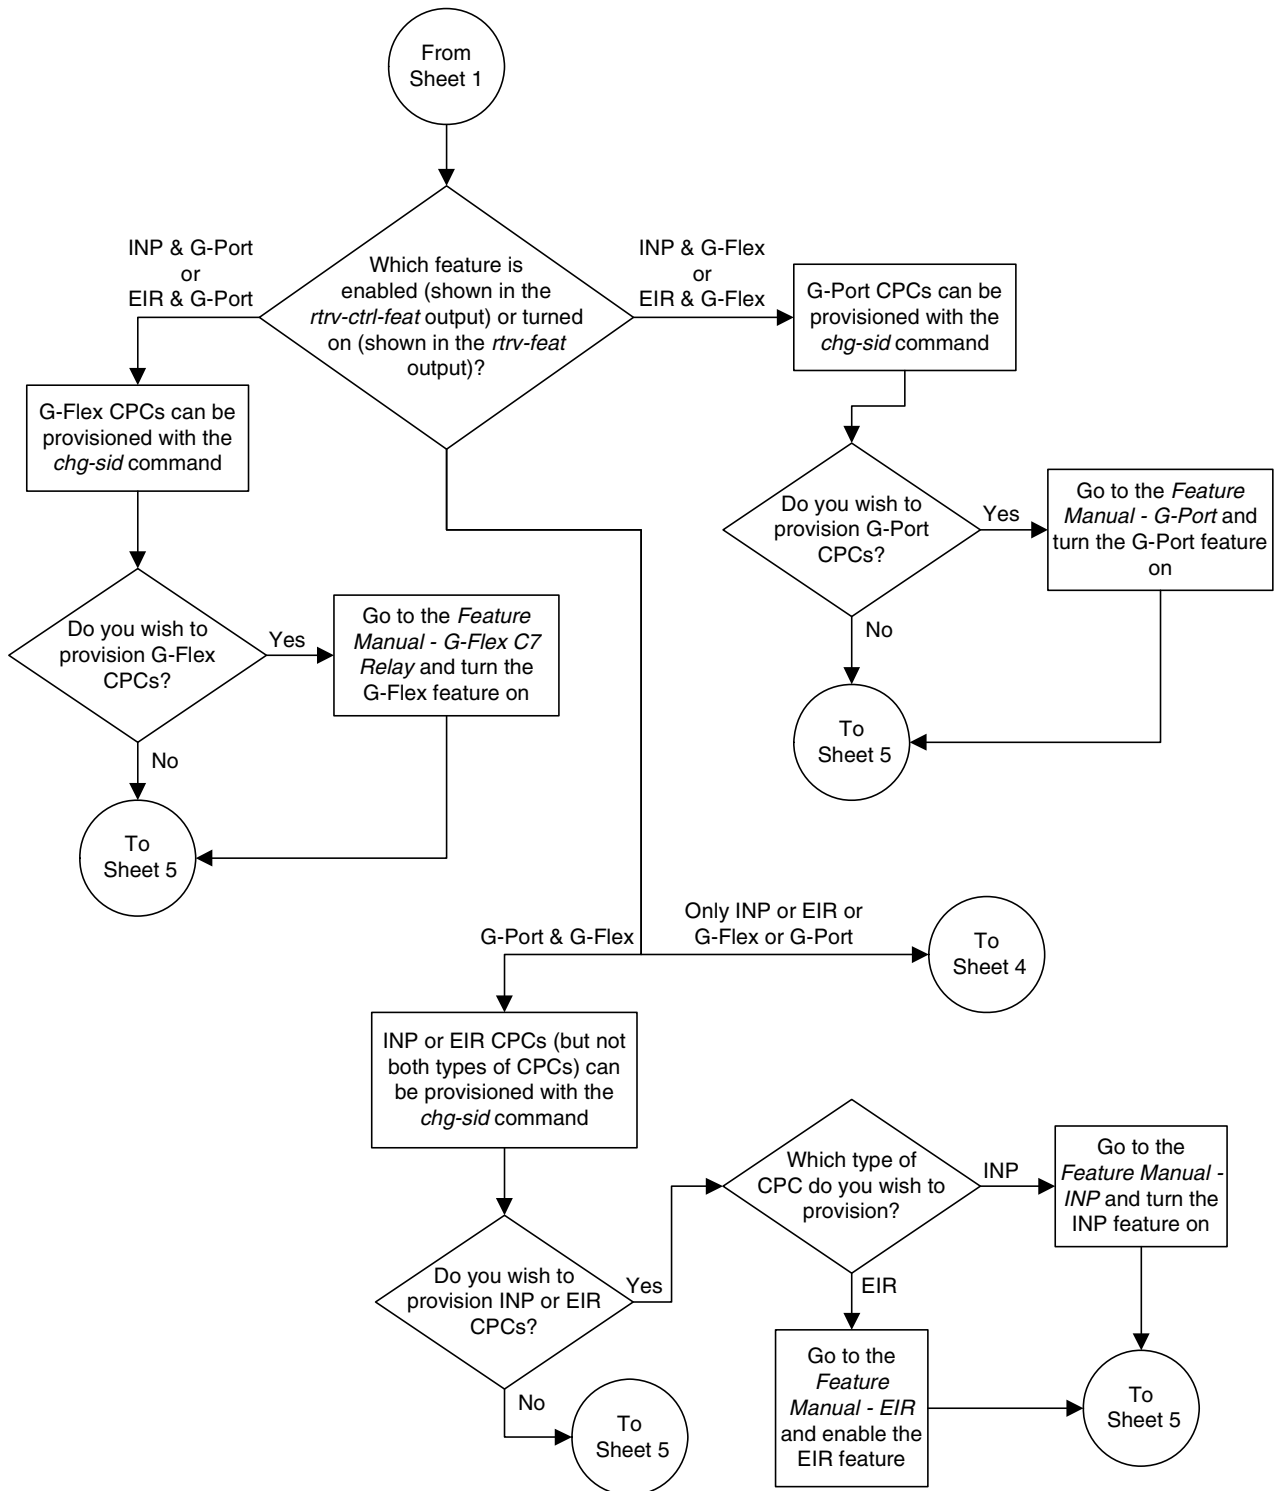 From
Sheet 1
INP & G-Port
or
EIR & G-Port
Which feature is
enabled (shown in the
rtrv-ctrl-feat output) or turned
on (shown in the rtrv-feat
output)?
INP & G-Flex
or
EIR & G-Flex
G-Port CPCs can be
provisioned with the
chg-sid command
G-Flex CPCs can be
provisioned with the
chg-sid command
Do you wish to
provision G-Port
CPCs?
Yes
Go to the Feature
Manual - G-Port and
turn the G-Port feature
on
No
To
Sheet 5
Do you wish to
provision G-Flex
CPCs?
Yes
Go to the Feature
Manual - G-Flex C7
Relay and turn the
G-Flex feature on
No
To
Sheet 5
G-Port & G-Flex
Only INP or EIR or
G-Flex or G-Port
To
Sheet 4
INP or EIR CPCs (but not
both types of CPCs) can
be provisioned with the
chg-sid command
Do you wish to
provision INP or EIR
CPCs?
Yes
No
To
Sheet 5
Which type of
CPC do you wish to
provision?
INP
Go to the
Feature Manual -
INP and turn the
INP feature on
EIR
Go to the
Feature
Manual - EIR
and enable the
EIR feature
To
Sheet 5